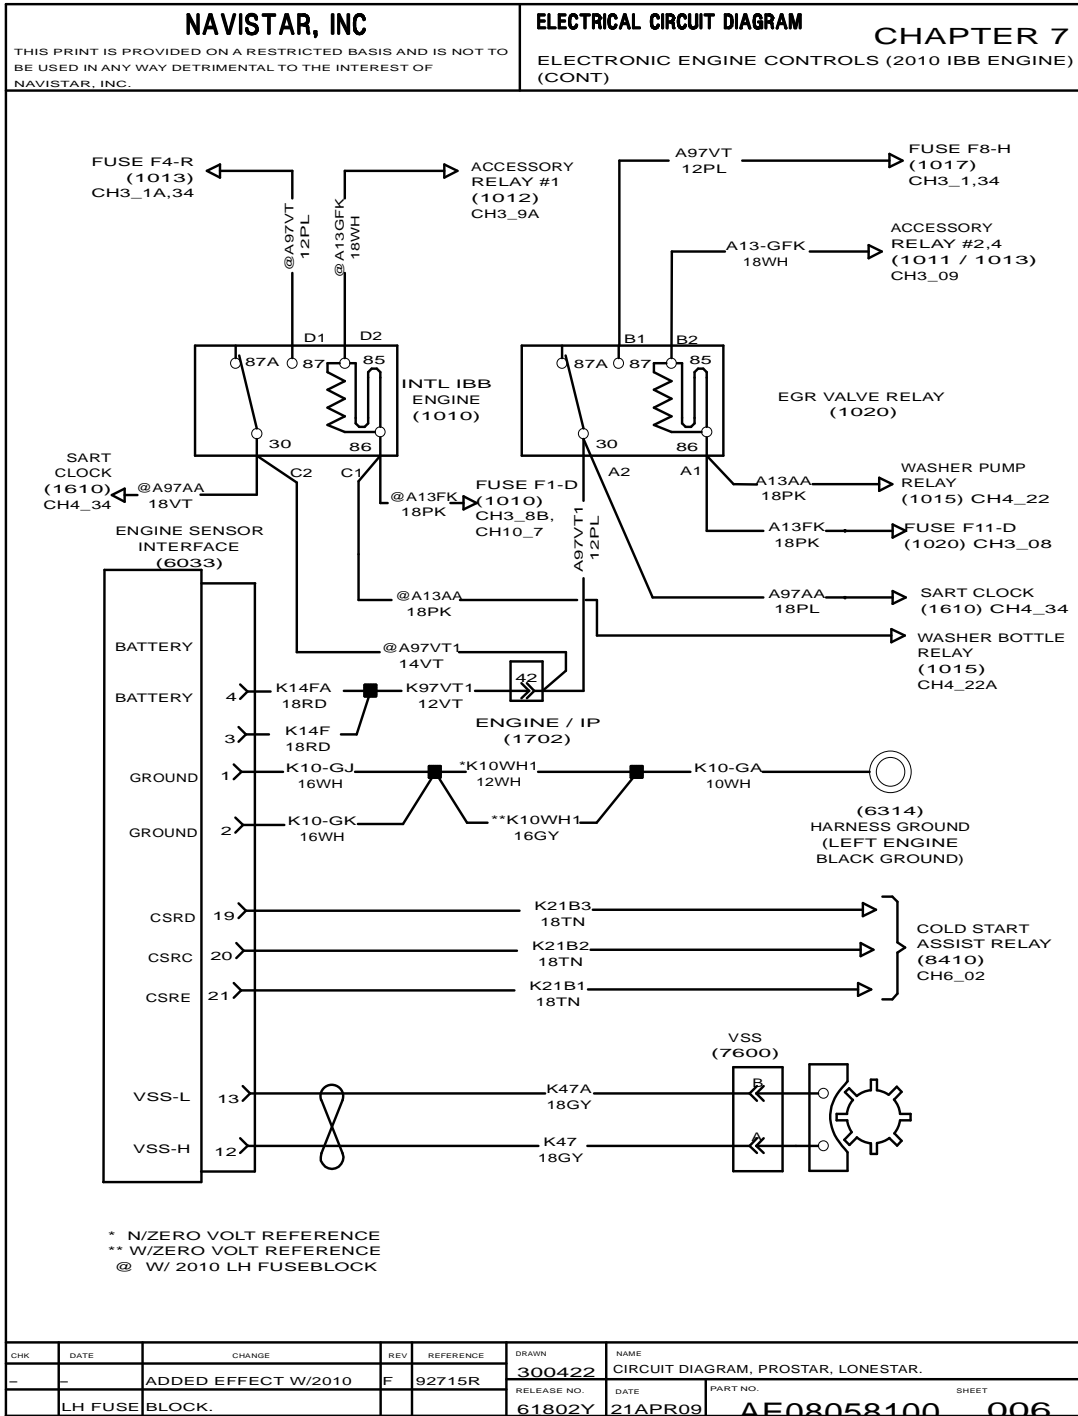 NAVISTAR, INC
THIS PRINT IS PROVIDED ON A RESTRICTED BASIS AND IS NOT TO
BE USED IN ANY WAY DETRIMENTAL TO THE INTEREST OF
NAVISTAR, INC.
ELECTRICAL CIRCUIT DIAGRAM
CHAPTER 7
ELECTRONIC ENGINE CONTROLS (2010 IBB ENGINE)
(CONT)
FUSE F4-R
(1013)
CH3_1A,34
@A97VT
12PL
@A13GFK
18WH
ACCESSORY
RELAY #1
(1012)
CH3_9A
A97VT
12PL
FUSE F8-H
(1017)
CH3_1,34
A13-GFK
18WH
ACCESSORY
RELAY #2,4
(1011 / 1013)
CH3_09
D1
D2
87A
87
85
30
86
C2
C1
INTL IBB
ENGINE
(1010)
B1
B2
87A
87
85
30
86
A2
A1
EGR VALVE RELAY
(1020)
SART
CLOCK
(1610)
CH4_34
@A97AA
18VT
@A13FK
18PK
FUSE F1-D
(1010)
CH3_8B,
CH10_7
A97VT1
12PL
A13AA
18PK
WASHER PUMP
RELAY
(1015) CH4_22
A13FK
18PK
FUSE F11-D
(1020) CH3_08
@A13AA
18PK
A97AA
18PL
SART CLOCK
(1610) CH4_34
WASHER BOTTLE
RELAY
(1015)
CH4_22A
@A97VT1
14VT
ENGINE SENSOR
INTERFACE
(6033)
BATTERY
BATTERY
4
K14FA
18RD
K97VT1
12VT
42
ENGINE / IP
(1702)
3
K14F
18RD
GROUND
1
K10-GJ
16WH
*K10WH1
12WH
K10-GA
10WH
GROUND
2
K10-GK
16WH
**K10WH1
16GY
(6314)
HARNESS GROUND
(LEFT ENGINE
BLACK GROUND)
CSRD
19
K21B3
18TN
CSRC
20
K21B2
18TN
CSRE
21
K21B1
18TN
COLD START
ASSIST RELAY
(8410)
CH6_02
VSS
(7600)
VSS-L
13
K47A
18GY
B
VSS-H
12
K47
18GY
A
* N/ZERO VOLT REFERENCE
** W/ZERO VOLT REFERENCE
@ W/ 2010 LH FUSEBLOCK
CHK DATE CHANGE REV REFERENCE
– – ADDED EFFECT W/2010 F 92715R
LH FUSE BLOCK.
DRAWN
300422
NAME
CIRCUIT DIAGRAM, PROSTAR, LONESTAR.
RELEASE NO.
61802Y
DATE
21APR09
PART NO.
AE08058100
SHEET
006